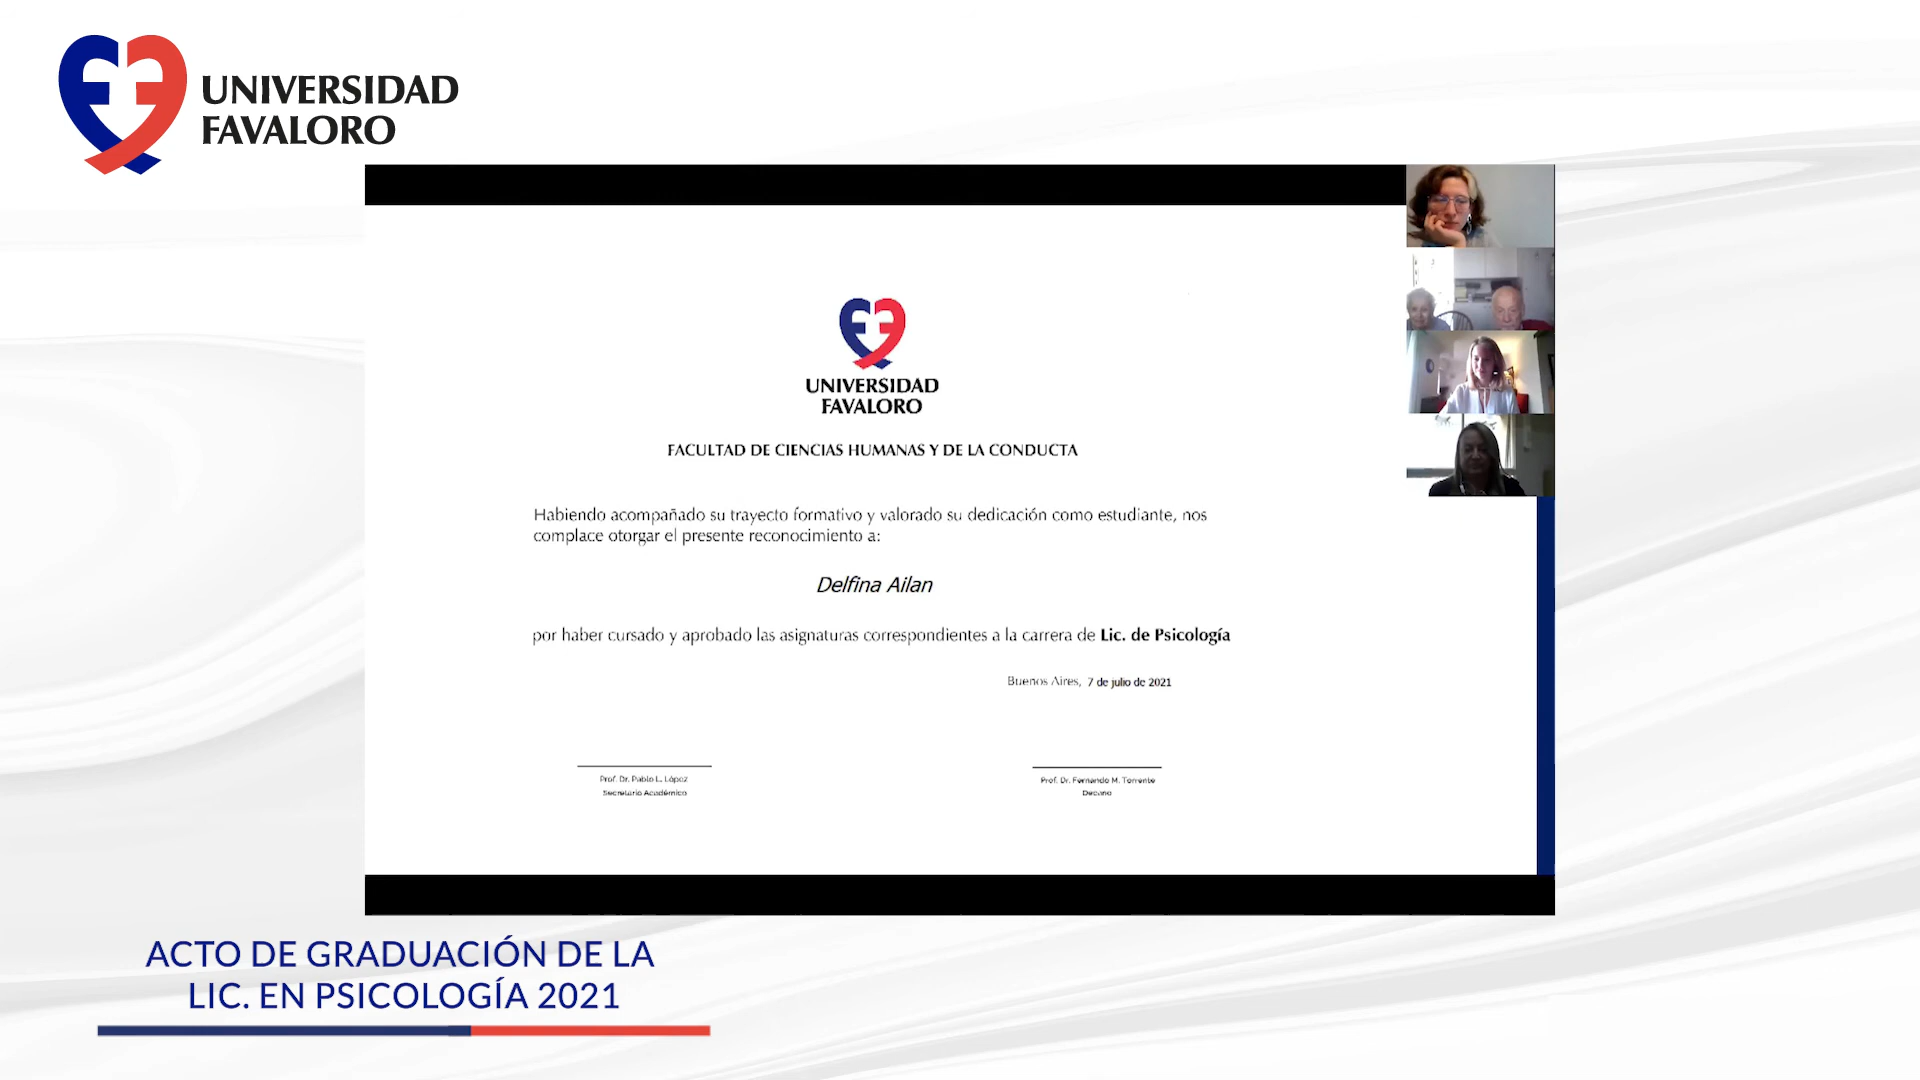 UNIVERSIDAD
FAVALORO
UNIVERSIDAD
FAVALORO
FACULTAD DE CIENCIAS HUMANAS Y DE LA CONDUCTA
Habiendo acompañado su trayecto formativo y valorado su dedicación como estudiante, nos
complace otorgar el presente reconocimiento a:
Delfina Ailan
por haber cursado y aprobado las asignaturas correspondientes a la carrera de Lic. de Psicología
Buenos Aires, 7 de julio de 2021
Prof. Dr. Pablo L. López
Secretario Académico
Prof. Dr. Fernando M. Torrente
Decano
ACTO DE GRADUACIÓN DE LA
LIC. EN PSICOLOGÍA 2021